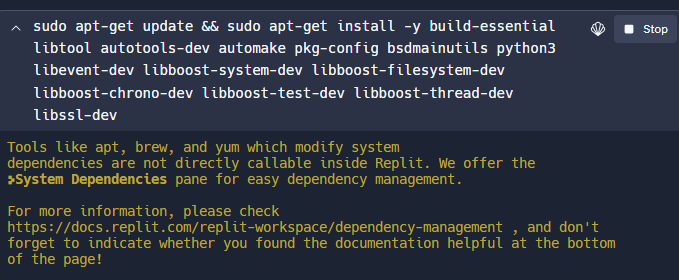 sudo apt-get update && sudo apt-get install -y build-essential
libtool autotools-dev automake pkg-config bsdmainutils python3
libevent-dev libboost-system-dev libboost-filesystem-dev
libboost-chrono-dev libboost-test-dev libboost-thread-dev
libssl-dev
Stop
Tools like apt, brew, and yum which modify system
dependencies are not directly callable inside Replit. We offer the
System Dependencies pane for easy dependency management.
For more information, please check
https://docs.replit.com/replit-workspace/dependency-management , and don't
forget to indicate whether you found the documentation helpful at the bottom
of the page!